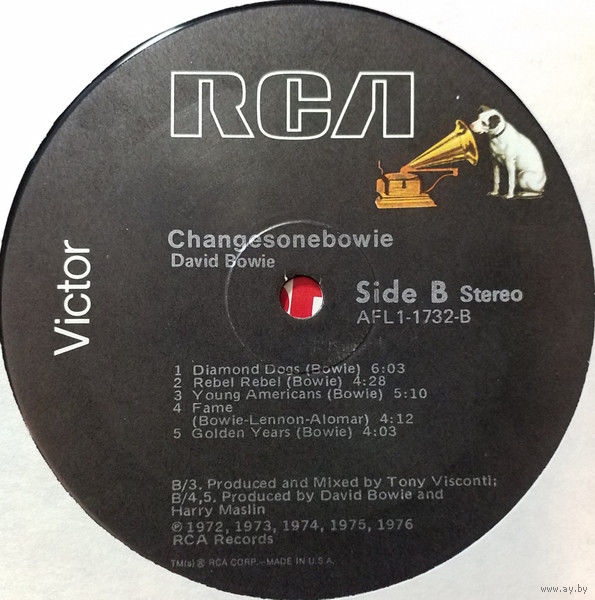 RCA
Victor
Changesonebowie
David Bowie
Side B Stereo
AFL1-1732-B
1 Diamond Dogs (Bowie) 6:03
2 Rebel Rebel (Bowie) 4:28
3 Young Americans (Bowie) 5:10
4 Fame
(Bowie-Lennon-Alomar) 4:12
5 Golden Years (Bowie) 4:03
B/3, Produced and Mixed by Tony Visconti;
B/4,5, Produced by David Bowie and
Harry Maslin
℗ 1972, 1973, 1974, 1975, 1976
RCA Records
TM(s) ® RCA CORP.—MADE IN U.S.A.
www.ay.by